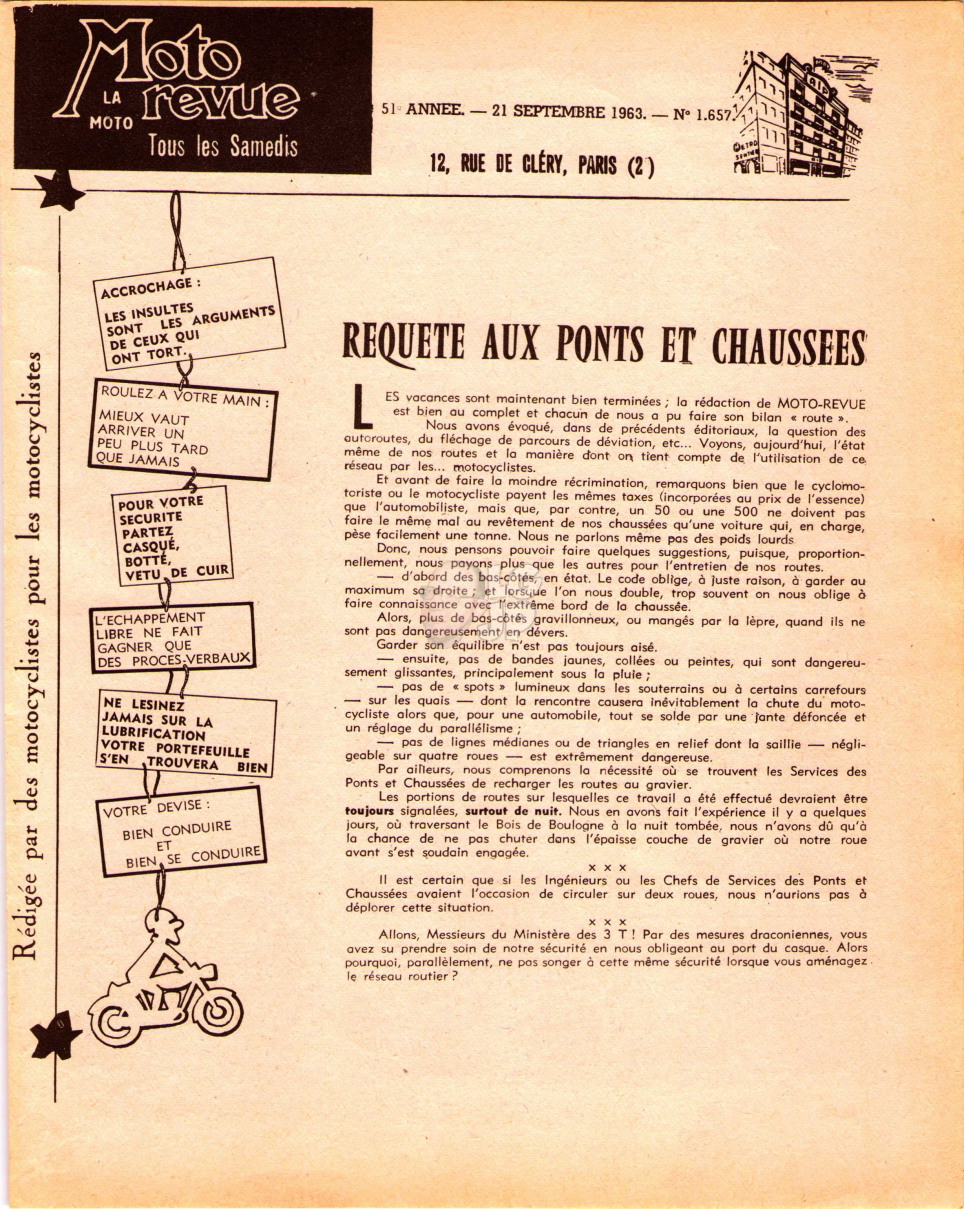 Moto
LA
revue
MOTO
Tous les Samedis
51e ANNEE. — 21 SEPTEMBRE 1963. — N° 1.657.
12, RUE DE CLÉRY, PARIS (2e)
METRO
SENTIER
Rédigée par des motocyclistes pour les motocyclistes
ACCROCHAGE :
LES INSULTES
SONT LES ARGUMENTS
DE CEUX QUI
ONT TORT.
ROULEZ A VOTRE MAIN :
MIEUX VAUT
ARRIVER UN
PEU PLUS TARD
QUE JAMAIS
POUR VOTRE
SECURITE
PARTEZ
CASQUÉ,
BOTTÉ,
VETU DE CUIR
L'ECHAPPEMENT
LIBRE NE FAIT
GAGNER QUE
DES PROCES-VERBAUX
NE LESINEZ
JAMAIS SUR LA
LUBRIFICATION
VOTRE PORTEFEUILLE
S'EN TROUVERA BIEN
VOTRE DEVISE :
BIEN CONDUIRE
ET
BIEN SE CONDUIRE
REQUETE AUX PONTS ET CHAUSSEES
LES vacances sont maintenant bien terminées ; la rédaction de MOTO-REVUE
est bien au complet et chacun de nous a pu faire son bilan « route ».
Nous avons évoqué, dans de précédents éditoriaux, la question des
autoroutes, du fléchage de parcours de déviation, etc... Voyons, aujourd'hui, l'état
même de nos routes et la manière dont on tient compte de l'utilisation de ce
réseau par les... motocyclistes.
Et avant de faire la moindre récrimination, remarquons bien que le cyclomo-
toriste ou le motocycliste payent les mêmes taxes (incorporées au prix de l'essence)
que l'automobiliste, mais que, par contre, un 50 ou une 500 ne doivent pas
faire le même mal au revêtement de nos chaussées qu'une voiture qui, en charge,
pèse facilement une tonne. Nous ne parlons même pas des poids lourds.
Donc, nous pensons pouvoir faire quelques suggestions, puisque, proportion-
nellement, nous payons plus que les autres pour l'entretien de nos routes.
— d'abord des bas-côtés, en état. Le code oblige, à juste raison, à garder au
maximum sa droite ; et lorsque l'on nous double, trop souvent on nous oblige à
faire connaissance avec l'extrême bord de la chaussée.
Alors, plus de bas-côtés gravillonneux, ou mangés par la lèpre, quand ils ne
sont pas dangereusement en dévers.
Garder son équilibre n'est pas toujours aisé.
— ensuite, pas de bandes jaunes, collées ou peintes, qui sont dangereu-
sement glissantes, principalement sous la pluie ;
— pas de « spots » lumineux dans les souterrains ou à certains carrefours
— sur les quais — dont la rencontre causera inévitablement la chute du moto-
cycliste alors que, pour une automobile, tout se solde par une jante défoncée et
un réglage du parallélisme ;
— pas de lignes médianes ou de triangles en relief dont la saillie — négli-
geable sur quatre roues — est extrêmement dangereuse.
Par ailleurs, nous comprenons la nécessité où se trouvent les Services des
Ponts et Chaussées de recharger les routes au gravier.
Les portions de routes sur lesquelles ce travail a été effectué devraient être
toujours signalées, surtout de nuit. Nous en avons fait l'expérience il y a quelques
jours, où traversant le Bois de Boulogne à la nuit tombée, nous n'avons dû qu'à
la chance de ne pas chuter dans l'épaisse couche de gravier où notre roue
avant s'est soudain engagée.
x x x
Il est certain que si les Ingénieurs ou les Chefs de Services des Ponts et
Chaussées avaient l'occasion de circuler sur deux roues, nous n'aurions pas à
déplorer cette situation.
x x x
Allons, Messieurs du Ministère des 3 T ! Par des mesures draconiennes, vous
avez su prendre soin de notre sécurité en nous obligeant au port du casque. Alors
pourquoi, parallèlement, ne pas songer à cette même sécurité lorsque vous aménagez
le réseau routier ?